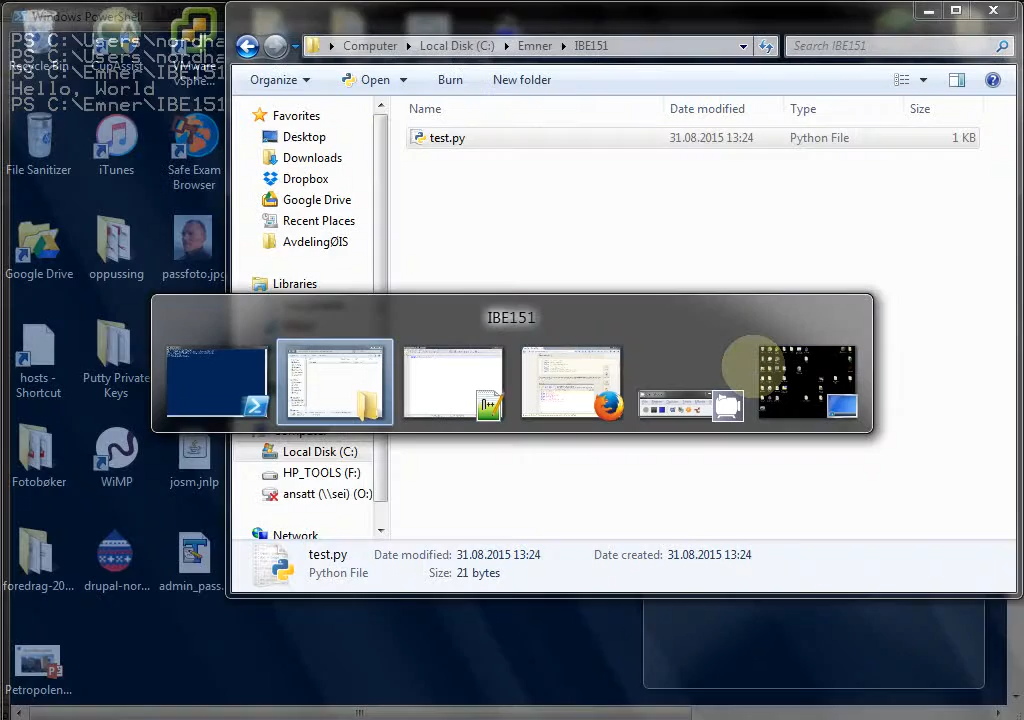 Windows PowerShell
PS C:\Users\nordha
PS C:\Users\nordha
PS C:\Emner\IBE151
Hello, World
PS C:\Emner\IBE151
Recycle Bin
CupAssist
VMware vSphe...
File Sanitizer
iTunes
Safe Exam Browser
Google Drive
oppussing
passfoto.jpg
hosts - Shortcut
Putty Private Keys
Fotobøker
WiMP
josm.jnlp
foredrag-20...
drupal-nor...
admin_pass...
Petropolen...
Computer
Local Disk (C:)
Emner
IBE151
Search IBE151
Organize
Open
Burn
New folder
Favorites
Desktop
Downloads
Dropbox
Google Drive
Recent Places
AvdelingØIS
Libraries
Local Disk (C:)
HP_TOOLS (F:)
ansatt (\\sei) (O:)
Network
Name
Date modified
Type
Size
test.py
31.08.2015 13:24
Python File
1 KB
IBE151
test.py
Date modified: 31.08.2015 13:24
Date created: 31.08.2015 13:24
Python File
Size: 21 bytes